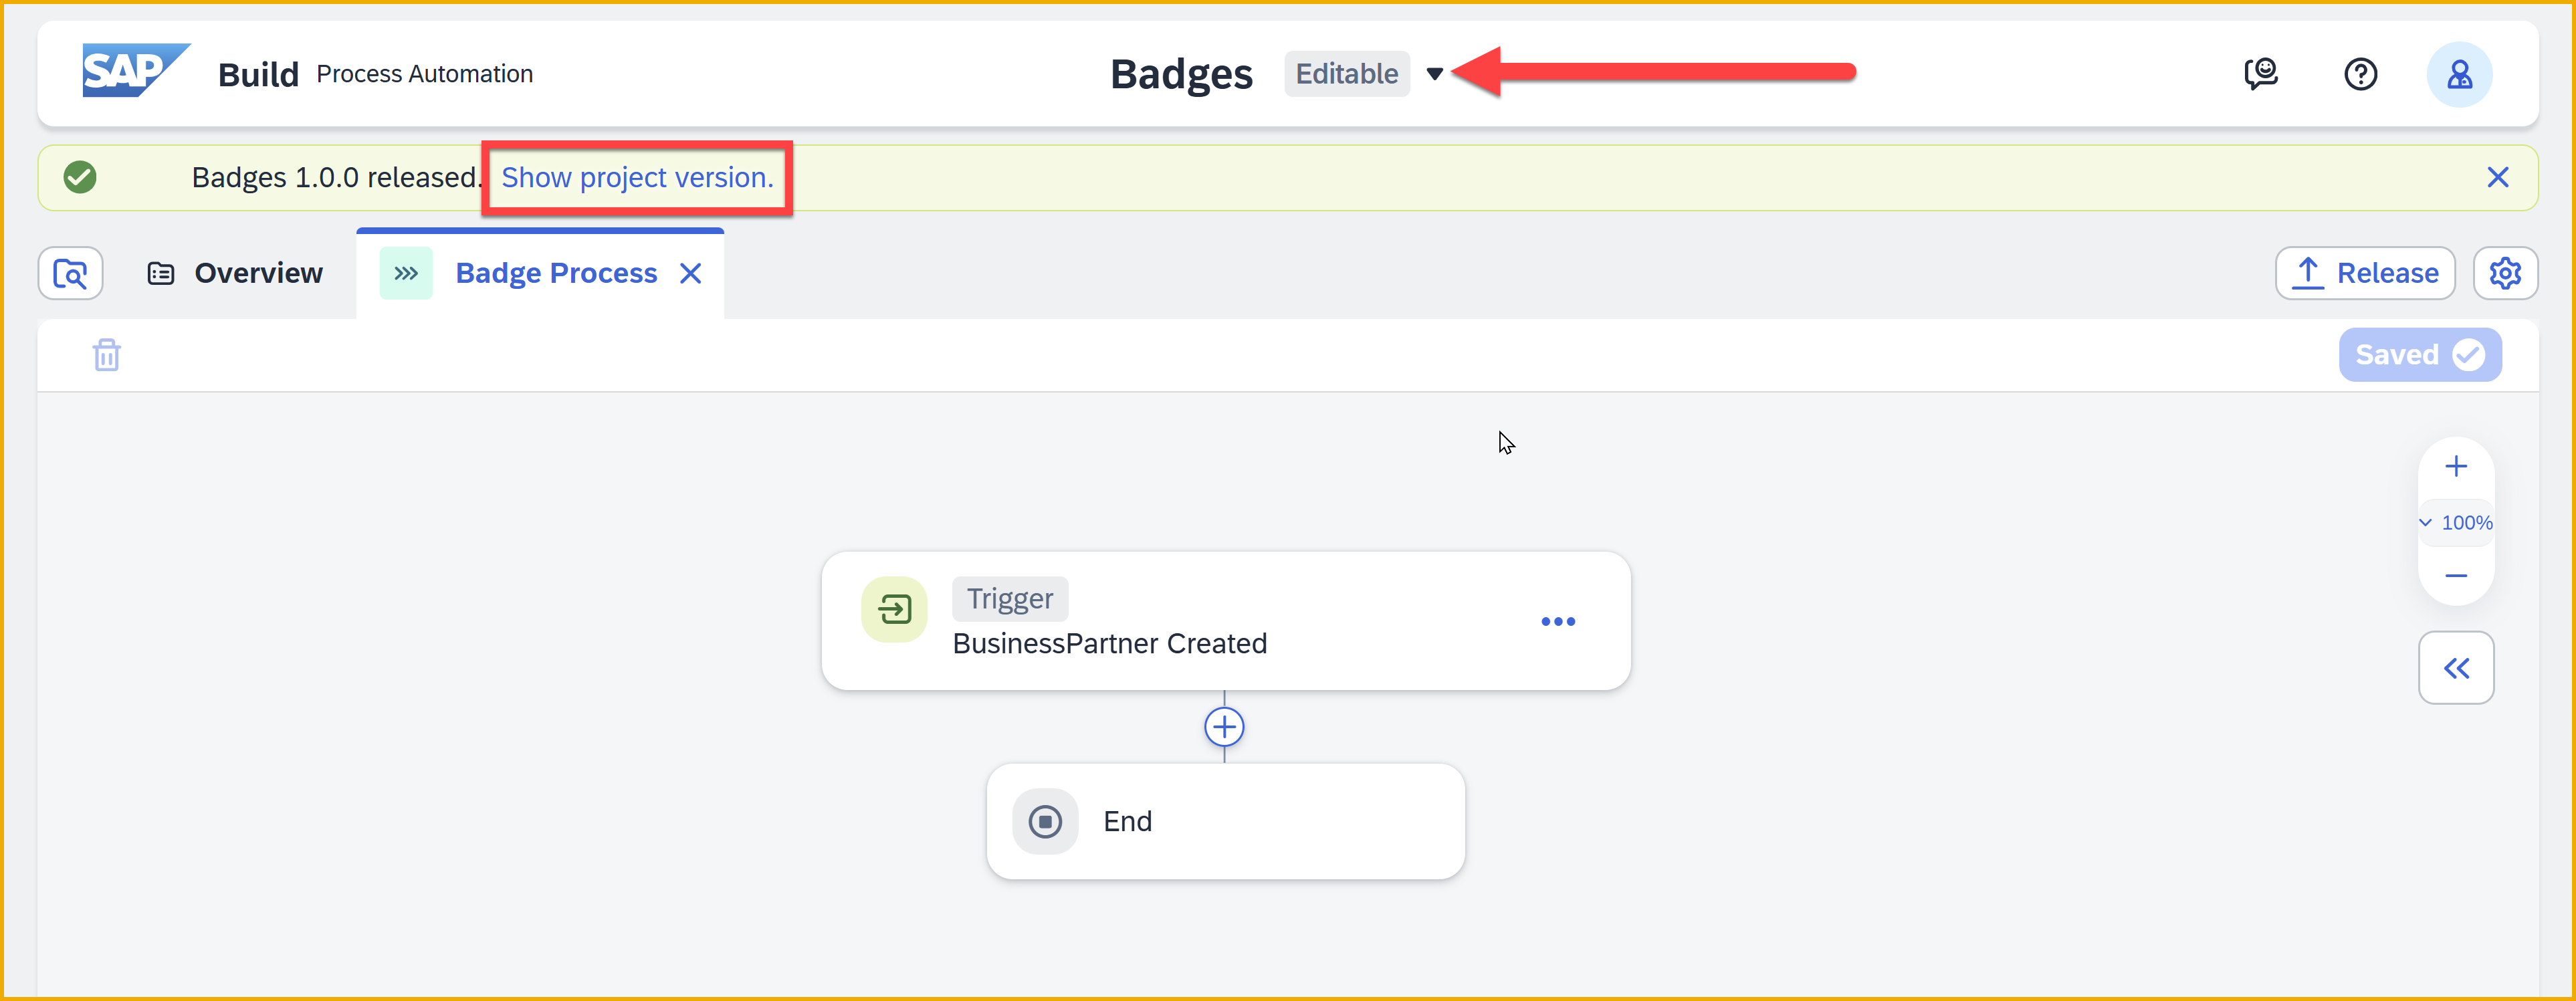 SAP Build Process Automation
Badges Editable
Badges 1.0.0 released. Show project version.
Overview
Badge Process
Release
Saved
100%
Trigger
BusinessPartner Created
End